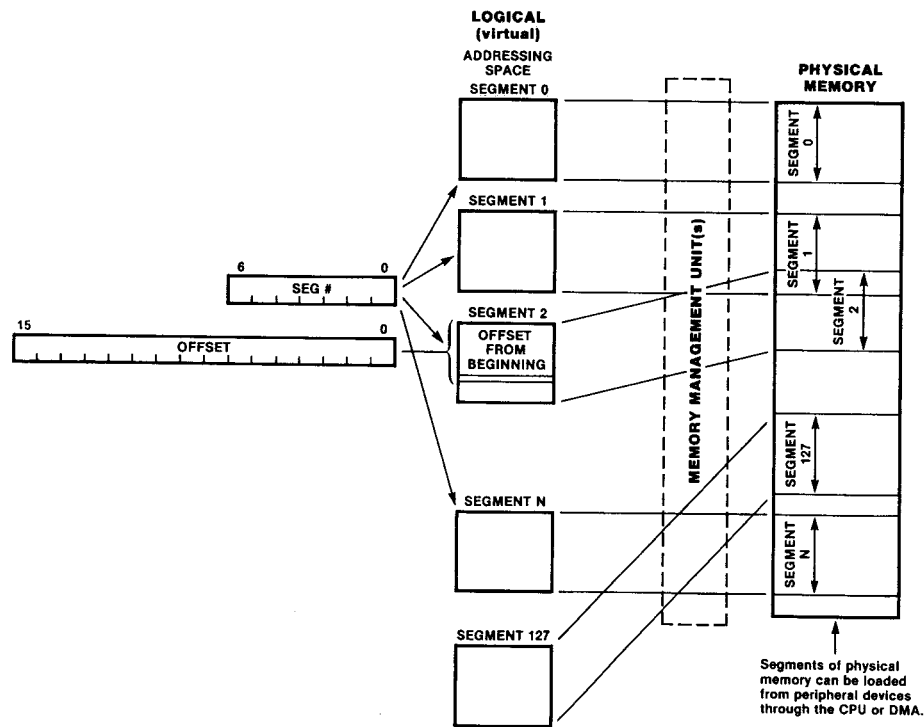 LOGICAL
(virtual)
ADDRESSING
SPACE
SEGMENT 0
SEGMENT 1
6
0
SEG #
15
0
OFFSET
SEGMENT 2
OFFSET
FROM
BEGINNING
SEGMENT N
SEGMENT 127
MEMORY MANAGEMENT UNIT(s)
PHYSICAL
MEMORY
SEGMENT
0
SEGMENT
1
SEGMENT
2
SEGMENT
127
SEGMENT
N
Segments of physical
memory can be loaded
from peripheral devices
through the CPU or DMA.